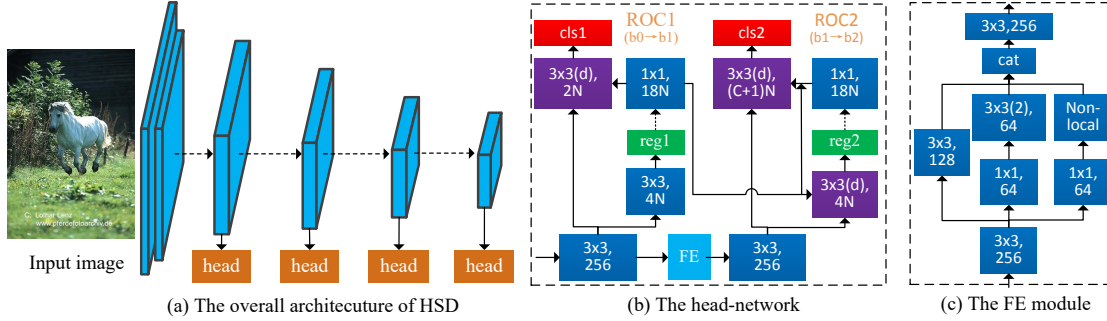 C. Lothar Lenz
www.pferdefotoarchiv.de
Input image
head
head
head
head
(a) The overall architecuture of HSD
ROC1
(b0→b1)
ROC2
(b1→b2)
cls1
cls2
3x3(d),
2N
1x1,
18N
3x3(d),
(C+1)N
1x1,
18N
reg1
reg2
3x3,
4N
3x3(d),
4N
3x3,
256
FE
3x3,
256
(b) The head-network
3x3,256
cat
3x3(2),
64
Non-
local
3x3,
128
1x1,
64
1x1,
64
3x3,
256
(c) The FE module